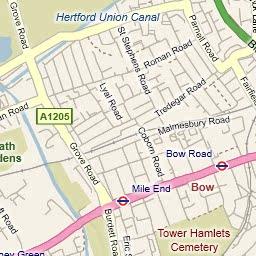 Hertford Union Canal
Grove Road
St Stephens Road
Parnell Road
Roman Road
Lyal Road
Tredegar Road
Fairfield
A1205
Malmesbury Road
Coborn Road
Bow Road
Grove Road
Mile End
Bow
Burdett Road
Tower Hamlets
Cemetery